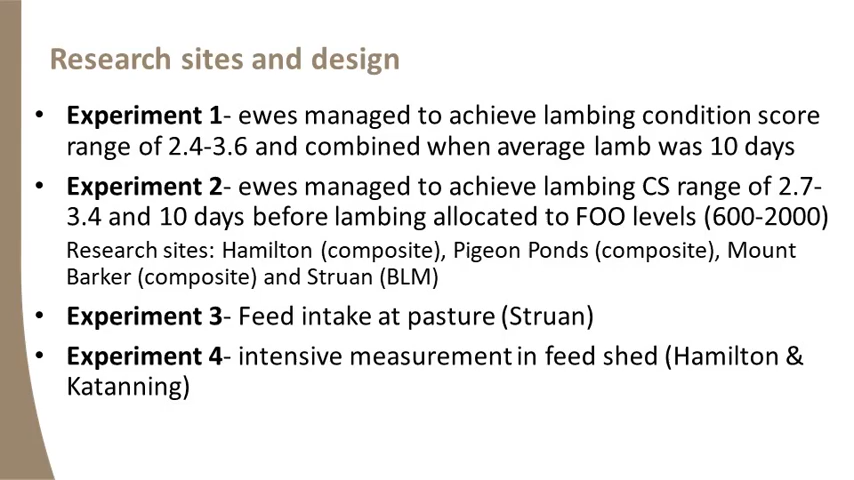 Research sites and design
• Experiment 1- ewes managed to achieve lambing condition score
range of 2.4-3.6 and combined when average lamb was 10 days
• Experiment 2- ewes managed to achieve lambing CS range of 2.7-
3.4 and 10 days before lambing allocated to FOO levels (600-2000)
Research sites: Hamilton (composite), Pigeon Ponds (composite), Mount
Barker (composite) and Struan (BLM)
• Experiment 3- Feed intake at pasture (Struan)
• Experiment 4- intensive measurement in feed shed (Hamilton &
Katanning)